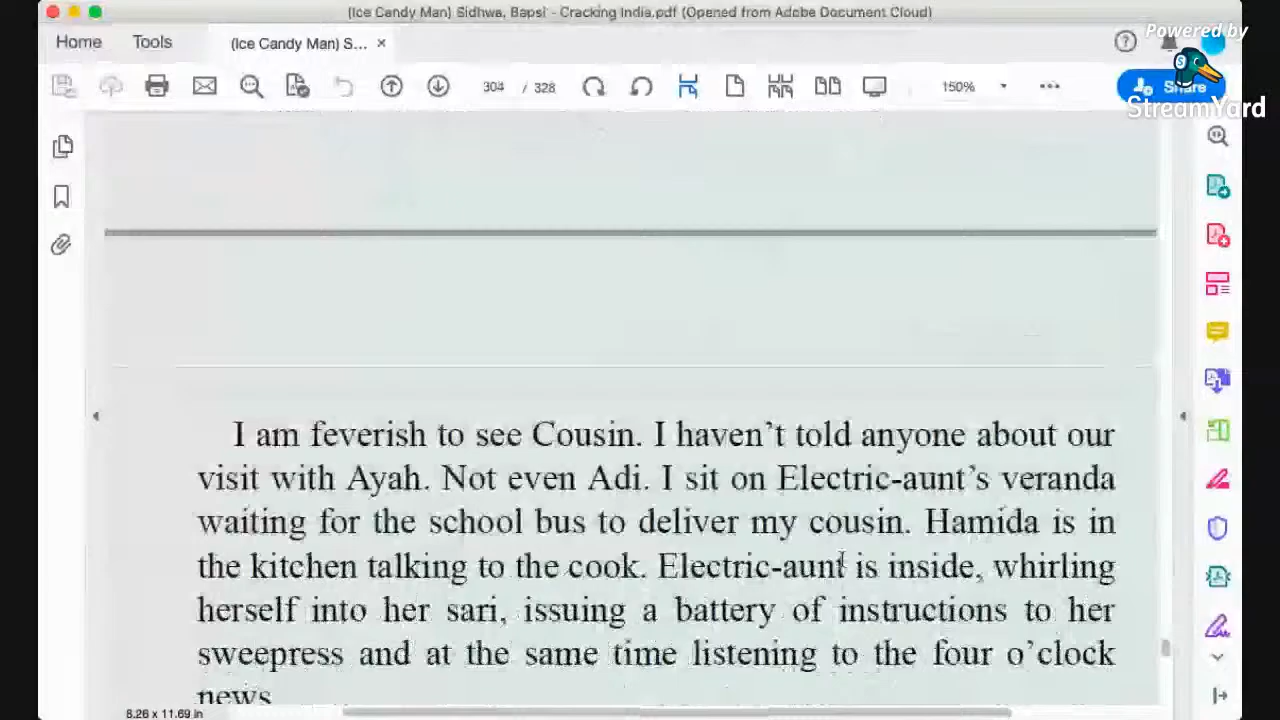 (Ice Candy Man) Sidhwa, Bapsi - Cracking India.pdf (Opened from Adobe Document Cloud)
Powered by
Home Tools (Ice Candy Man) S... ×
304 / 328 150% Share
StreamYard
I am feverish to see Cousin. I haven't told anyone about our
visit with Ayah. Not even Adi. I sit on Electric-aunt's veranda
waiting for the school bus to deliver my cousin. Hamida is in
the kitchen talking to the cook. Electric-aunt is inside, whirling
herself into her sari, issuing a battery of instructions to her
sweepress and at the same time listening to the four o'clock
news
8.26 x 11.69 in